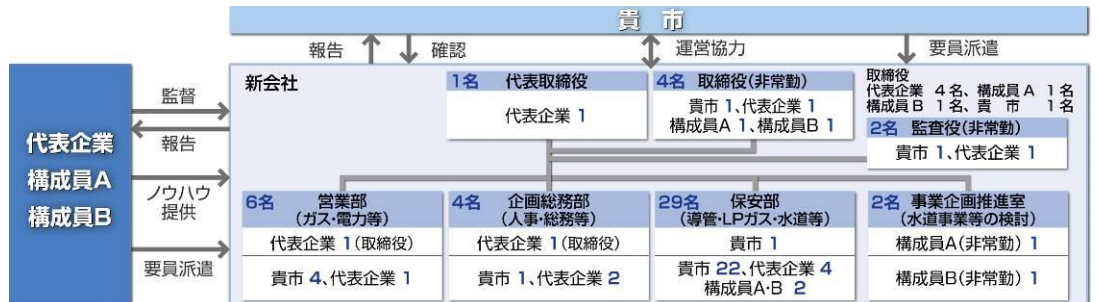 貴 市
報告
確認
運営協力
要員派遣
代表企業
構成員A
構成員B
監督
報告
ノウハウ
提供
要員派遣
新会社
1名 代表取締役
代表企業 1
4名 取締役(非常勤)
貴市 1、代表企業 1
構成員A 1、構成員B 1
取締役
代表企業 4名、構成員A 1名
構成員B 1名、貴 市 1名
2名 監査役(非常勤)
貴市 1、代表企業 1
6名 営業部
(ガス・電力等)
代表企業 1(取締役)
貴市 4、代表企業 1
4名 企画総務部
(人事・総務等)
代表企業 1(取締役)
貴市 1、代表企業 2
29名 保安部
(導管・LPガス・水道等)
貴市 1
貴市 22、代表企業 4
構成員A・B 2
2名 事業企画推進室
(水道事業等の検討)
構成員A(非常勤) 1
構成員B(非常勤) 1